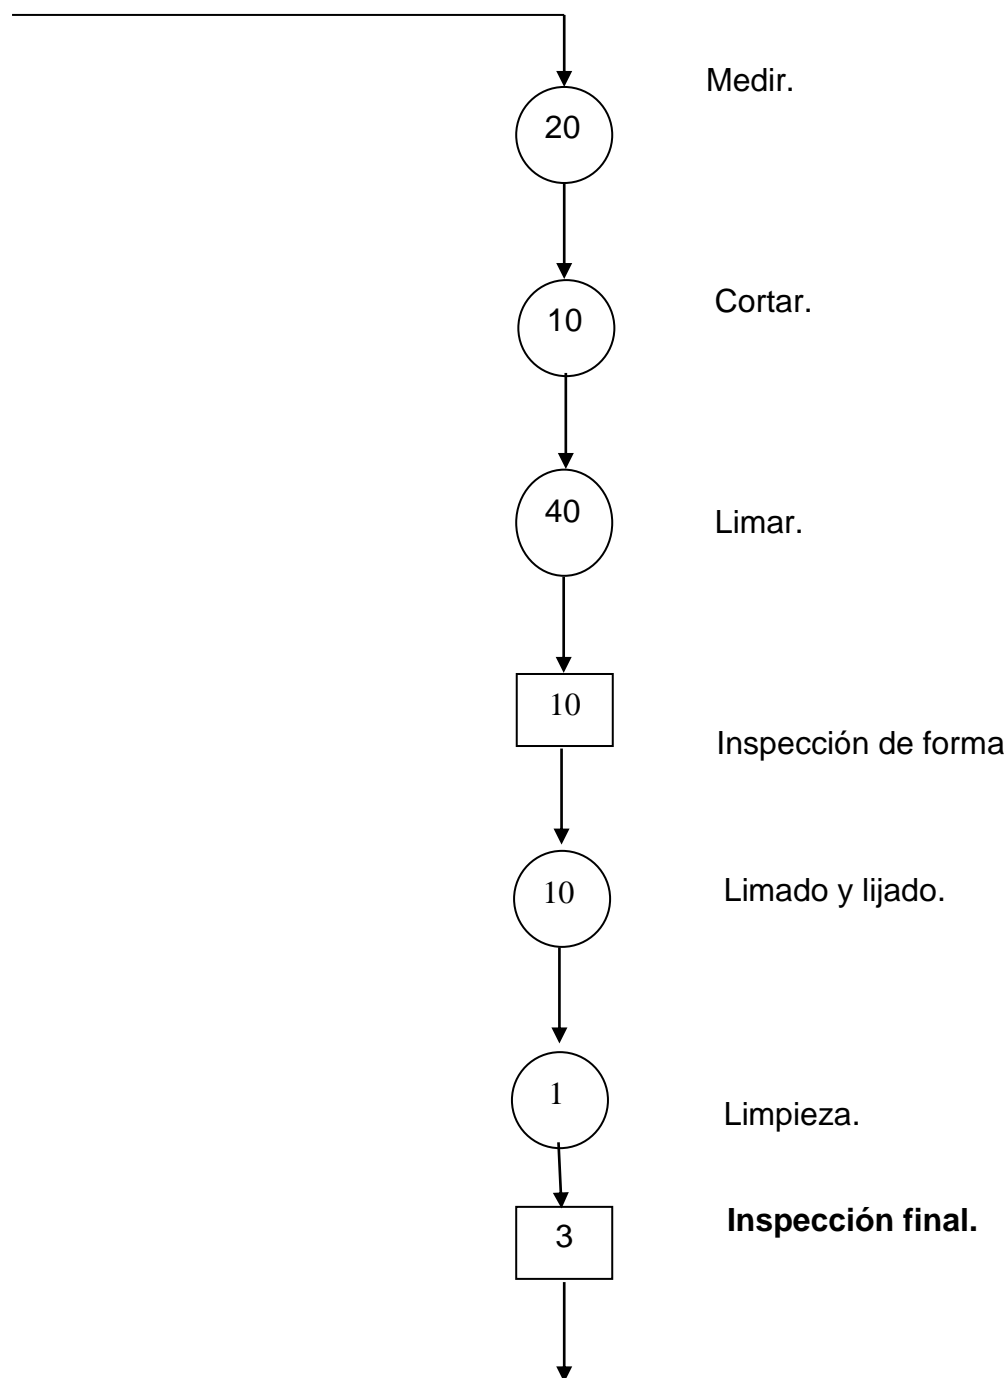 Medir.
20
Cortar.
10
40
Limar.
10
Inspección de forma
10
Limado y lijado.
1
Limpieza.
Inspección final.
3